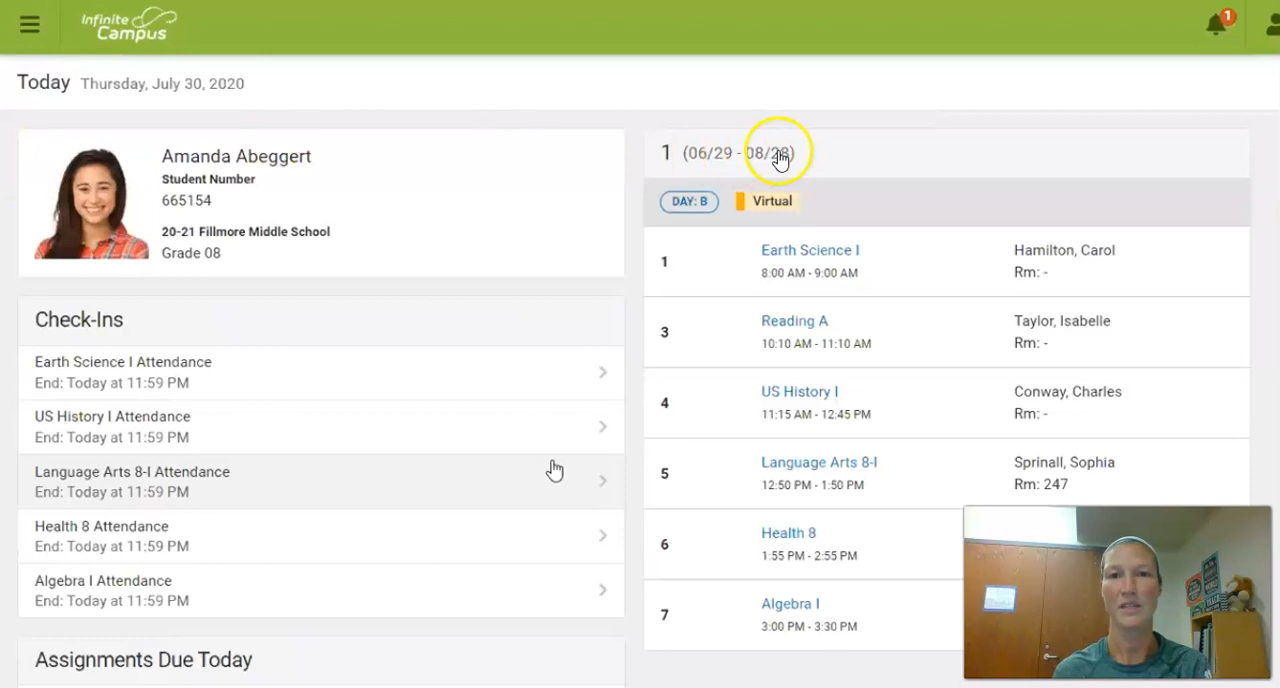 Infinite
Campus
1
Today Thursday, July 30, 2020
Amanda Abeggert
Student Number
665154
20-21 Fillmore Middle School
Grade 08
Check-Ins
Earth Science I Attendance
End: Today at 11:59 PM
US History I Attendance
End: Today at 11:59 PM
Language Arts 8-I Attendance
End: Today at 11:59 PM
Health 8 Attendance
End: Today at 11:59 PM
Algebra I Attendance
End: Today at 11:59 PM
Assignments Due Today
1 (06/29 - 08/28)
DAY: B Virtual
1 Earth Science I Hamilton, Carol
8:00 AM - 9:00 AM Rm: -
3 Reading A Taylor, Isabelle
10:10 AM - 11:10 AM Rm: -
4 US History I Conway, Charles
11:15 AM - 12:45 PM Rm: -
5 Language Arts 8-I Sprinall, Sophia
12:50 PM - 1:50 PM Rm: 247
6 Health 8
1:55 PM - 2:55 PM
7 Algebra I
3:00 PM - 3:30 PM